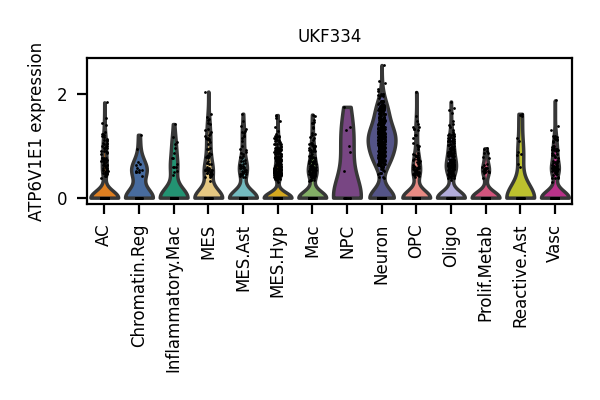 UKF334
ATP6V1E1 expression
2
0
AC
Chromatin.Reg
Inflammatory.Mac
MES
MES.Ast
MES.Hyp
Mac
NPC
Neuron
OPC
Oligo
Prolif.Metab
Reactive.Ast
Vasc